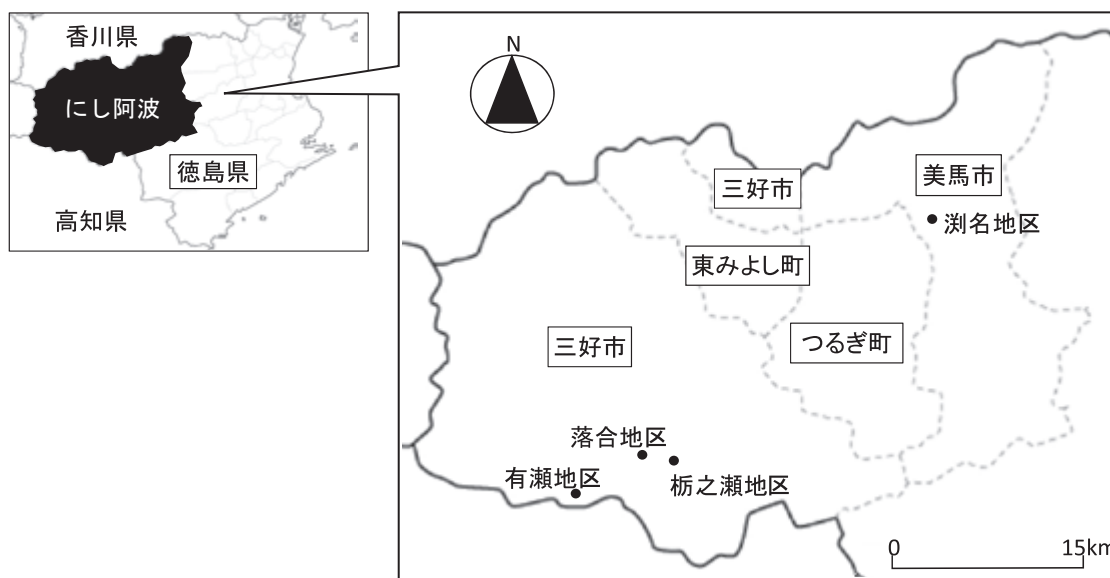 香川県
にし阿波
徳島県
高知県
N
三好市
美馬市
渕名地区
東みよし町
三好市
つるぎ町
落合地区
有瀬地区
栃之瀬地区
0
15km